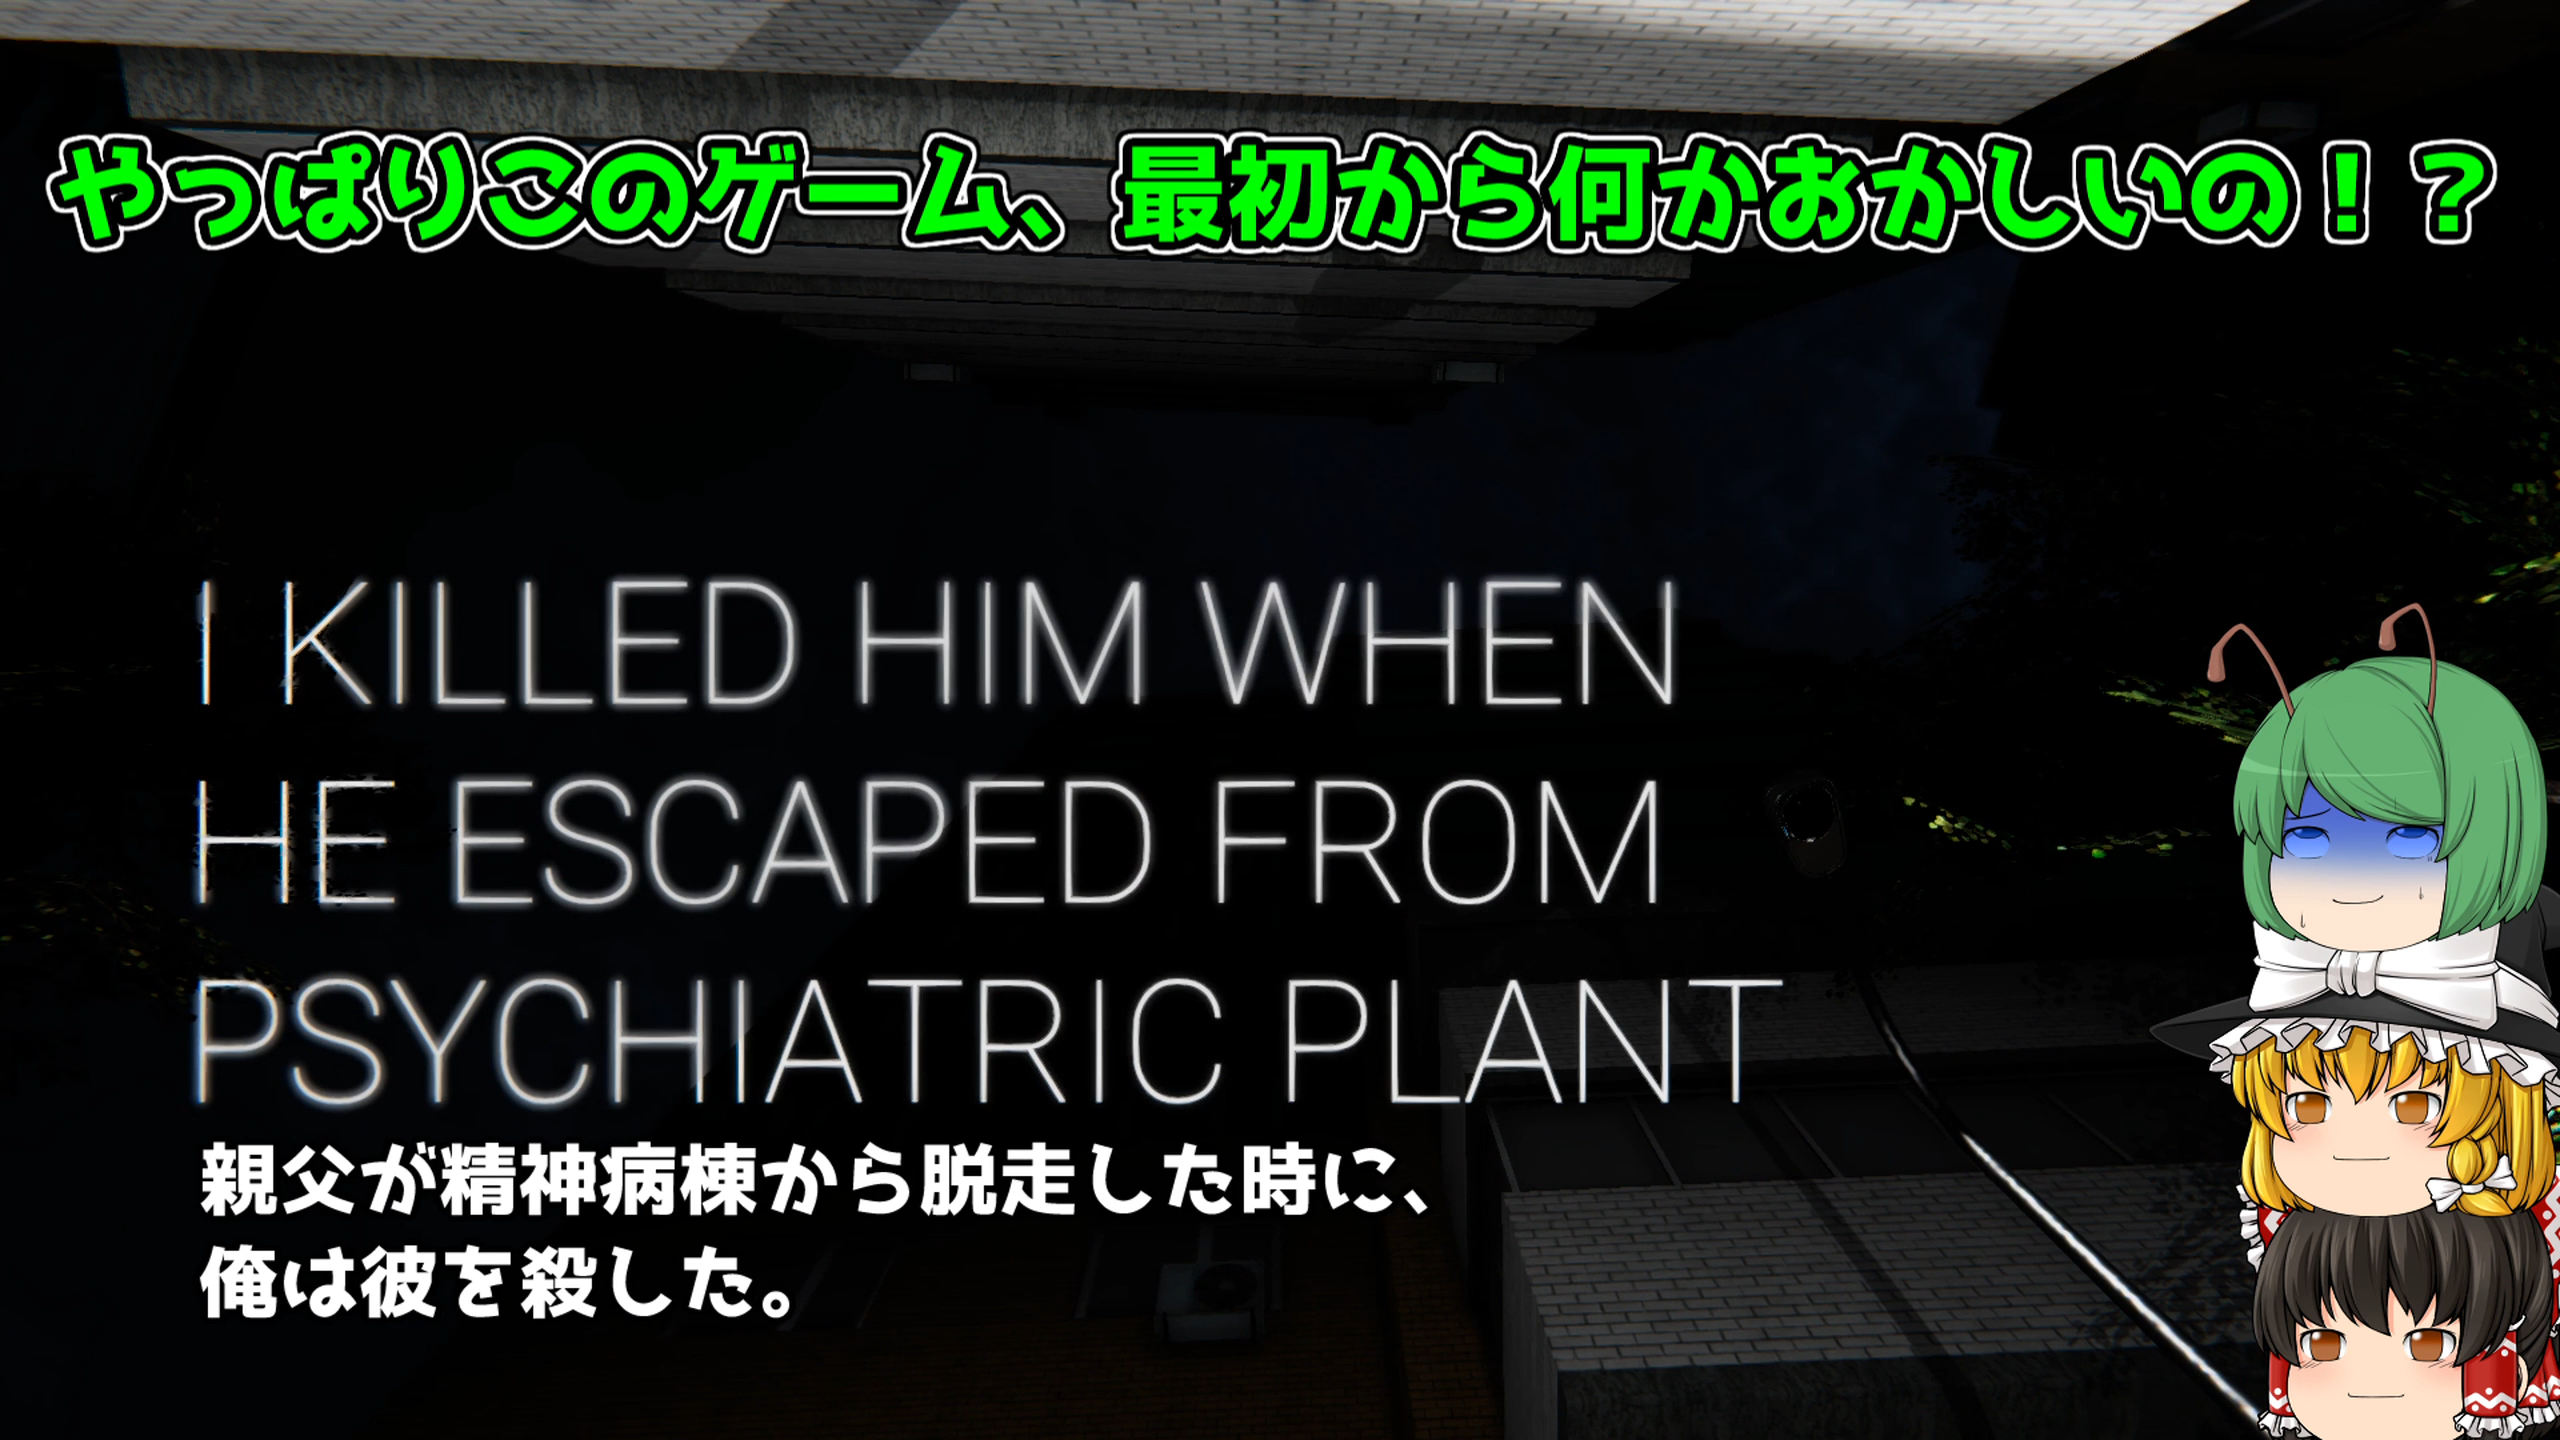 やっぱりこのゲーム、最初から何かおかしいの！？
I KILLED HIM WHEN
HE ESCAPED FROM
PSYCHIATRIC PLANT
親父が精神病棟から脱走した時に、
俺は彼を殺した。